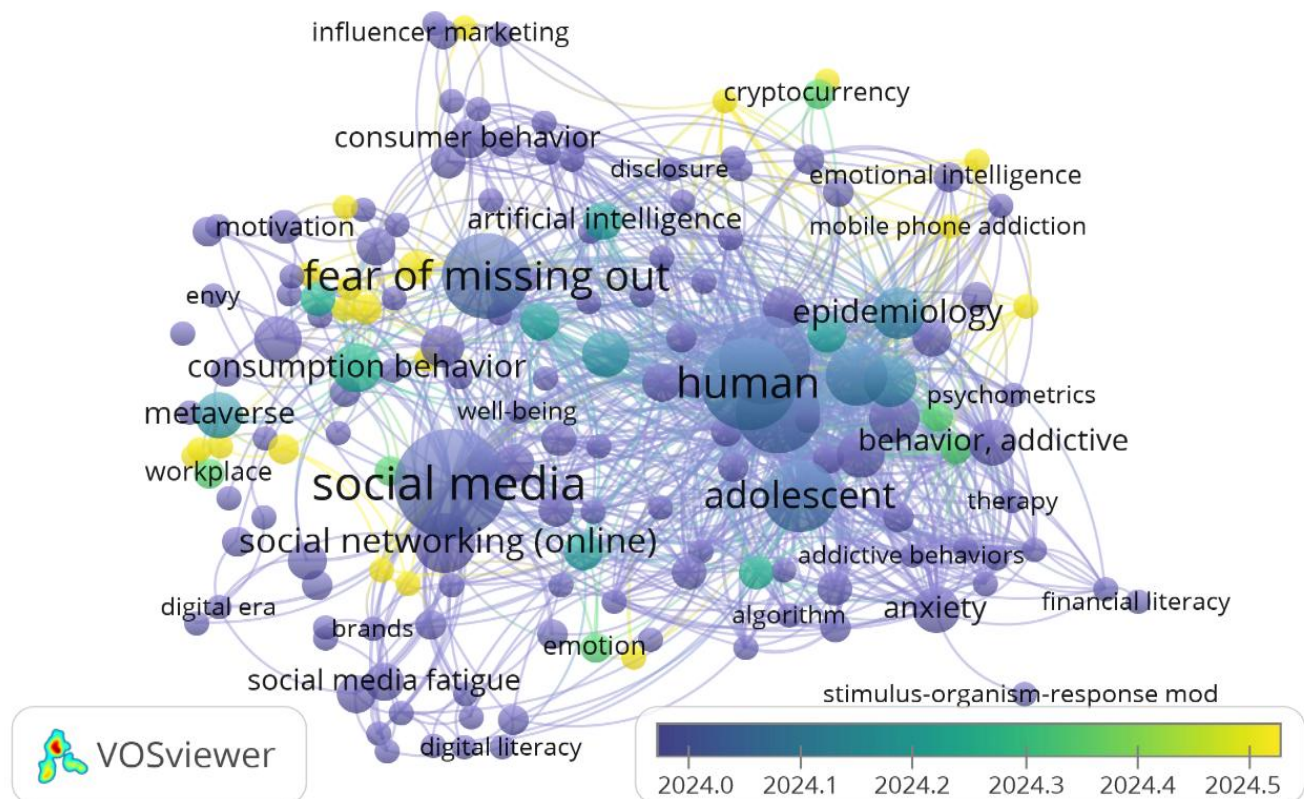 influencer marketing
cryptocurrency
consumer behavior
disclosure
emotional intelligence
motivation
artificial intelligence
mobile phone addiction
fear of missing out
envy
epidemiology
consumption behavior
human
psychometrics
metaverse
well-being
behavior, addictive
workplace
social media
adolescent
therapy
social networking (online)
addictive behaviors
digital era
brands
algorithm
anxiety
financial literacy
emotion
social media fatigue
stimulus-organism-response mod
digital literacy
VOSviewer
2024.0 2024.1 2024.2 2024.3 2024.4 2024.5